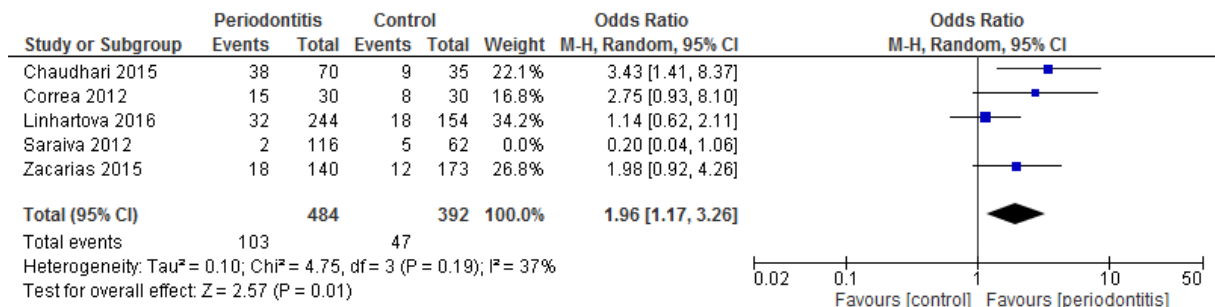 Periodontitis Control Odds Ratio Odds Ratio
Study or Subgroup Events Total Events Total Weight M-H, Random, 95% CI M-H, Random, 95% CI
Chaudhari 2015 38 70 9 35 22.1% 3.43 [1.41, 8.37]
Correa 2012 15 30 8 30 16.8% 2.75 [0.93, 8.10]
Linhartova 2016 32 244 18 154 34.2% 1.14 [0.62, 2.11]
Saraiva 2012 2 116 5 62 0.0% 0.20 [0.04, 1.06]
Zacarias 2015 18 140 12 173 26.8% 1.98 [0.92, 4.26]
Total (95% CI) 484 392 100.0% 1.96 [1.17, 3.26]
Total events 103 47
Heterogeneity: Tau² = 0.10; Chi² = 4.75, df = 3 (P = 0.19); I² = 37%
Test for overall effect: Z = 2.57 (P = 0.01)
0.02 0.1 1 10 50
Favours [control] Favours [periodontitis]